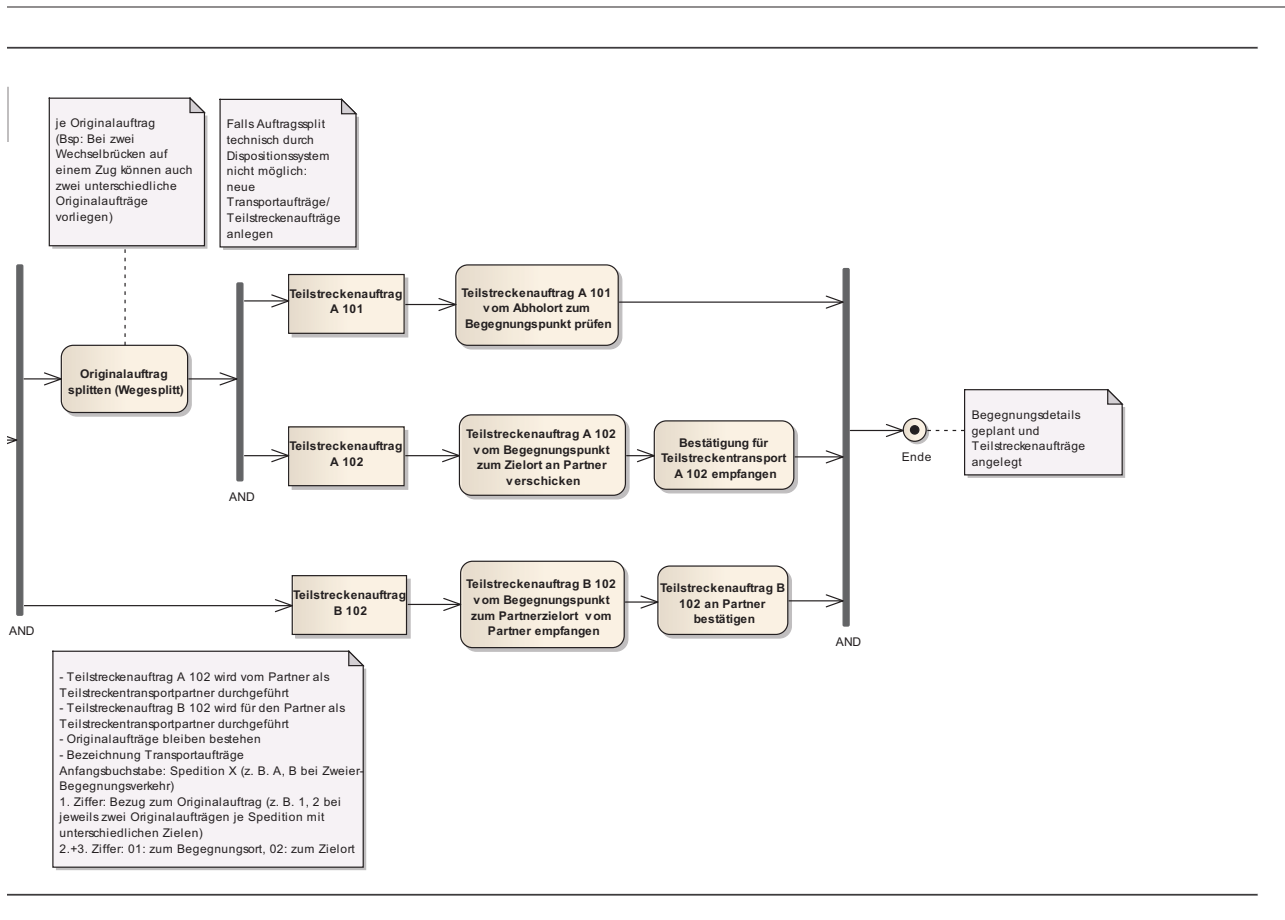 je Originalauftrag
(Bsp: Bei zwei
Wechselbrücken auf
einem Zug können auch
zwei unterschiedliche
Originalaufträge
vorliegen)
Falls Auftragssplit
technisch durch
Dispositionssystem
nicht möglich:
neue
Transportaufträge/
Teilstreckenaufträge
anlegen
Teilstreckenauftrag
A 101
Teilstreckenauftrag A 101
vom Abholort zum
Begegnungspunkt prüfen
Originalauftrag
splitten (Wegesplitt)
Teilstreckenauftrag
A 102
Teilstreckenauftrag A 102
vom Begegnungspunkt
zum Zielort an Partner
verschicken
Bestätigung für
Teilstreckentransport
A 102 empfangen
Ende
Begegnungsdetails
geplant und
Teilstreckenaufträge
angelegt
AND
Teilstreckenauftrag
B 102
Teilstreckenauftrag B 102
vom Begegnungspunkt
zum Partnerzielort vom
Partner empfangen
Teilstreckenauftrag B
102 an Partner
bestätigen
AND
AND
- Teilstreckenauftrag A 102 wird vom Partner als
Teilstreckentransportpartner durchgeführt
- Teilstreckenauftrag B 102 wird für den Partner als
Teilstreckentransportpartner durchgeführt
- Originalaufträge bleiben bestehen
- Bezeichnung Transportaufträge
Anfangsbuchstabe: Spedition X (z. B. A, B bei Zweier-
Begegnungsverkehr)
1. Ziffer: Bezug zum Originalauftrag (z. B. 1, 2 bei
jeweils zwei Originalaufträgen je Spedition mit
unterschiedlichen Zielen)
2.+3. Ziffer: 01: zum Begegnungsort, 02: zum Zielort